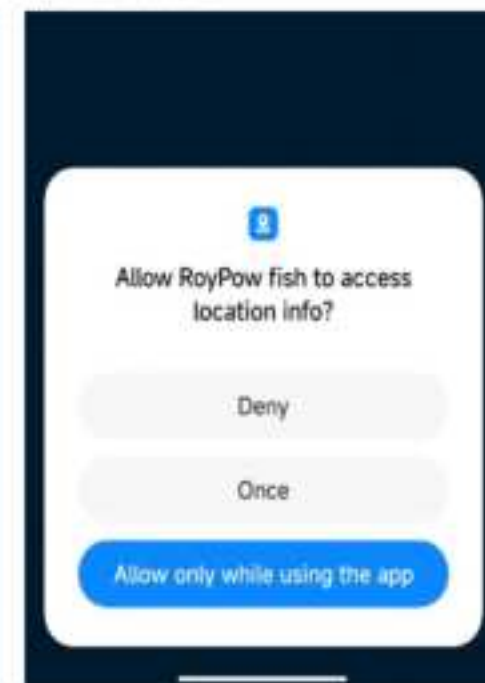 Allow RoyPow fish to access
location info?
Deny
Once
Allow only while using the app